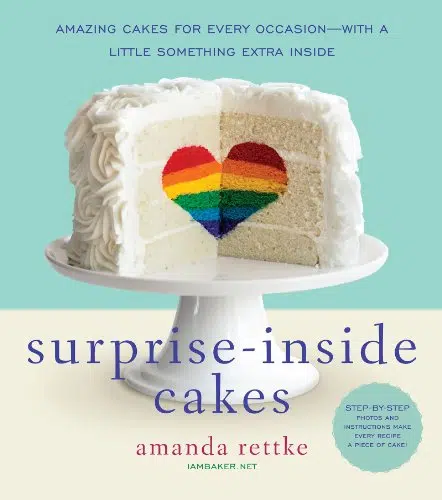 AMAZING CAKES FOR EVERY OCCASION—WITH A
LITTLE SOMETHING EXTRA INSIDE
surprise-inside
cakes
amanda rettke
IAMBAKER.NET
STEP-BY-STEP
PHOTOS AND
INSTRUCTIONS MAKE
EVERY RECIPE
A PIECE OF CAKE!